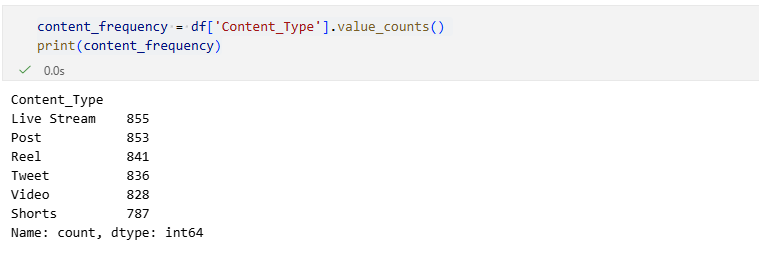 content_frequency = df['Content_Type'].value_counts()
print(content_frequency)
0.0s
Content_Type
Live Stream    855
Post           853
Reel           841
Tweet          836
Video          828
Shorts         787
Name: count, dtype: int64